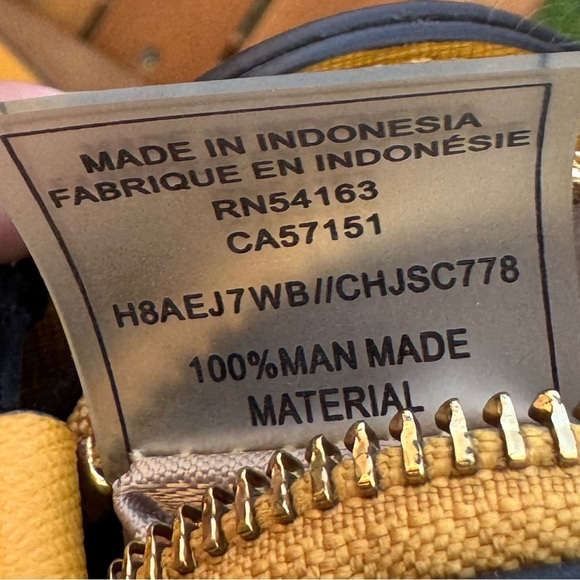 MADE IN INDONESIA
FABRIQUE EN INDONÉSIE
RN54163
CA57151
H8AEJ7WB//CHJSC778
100%MAN MADE
MATERIAL